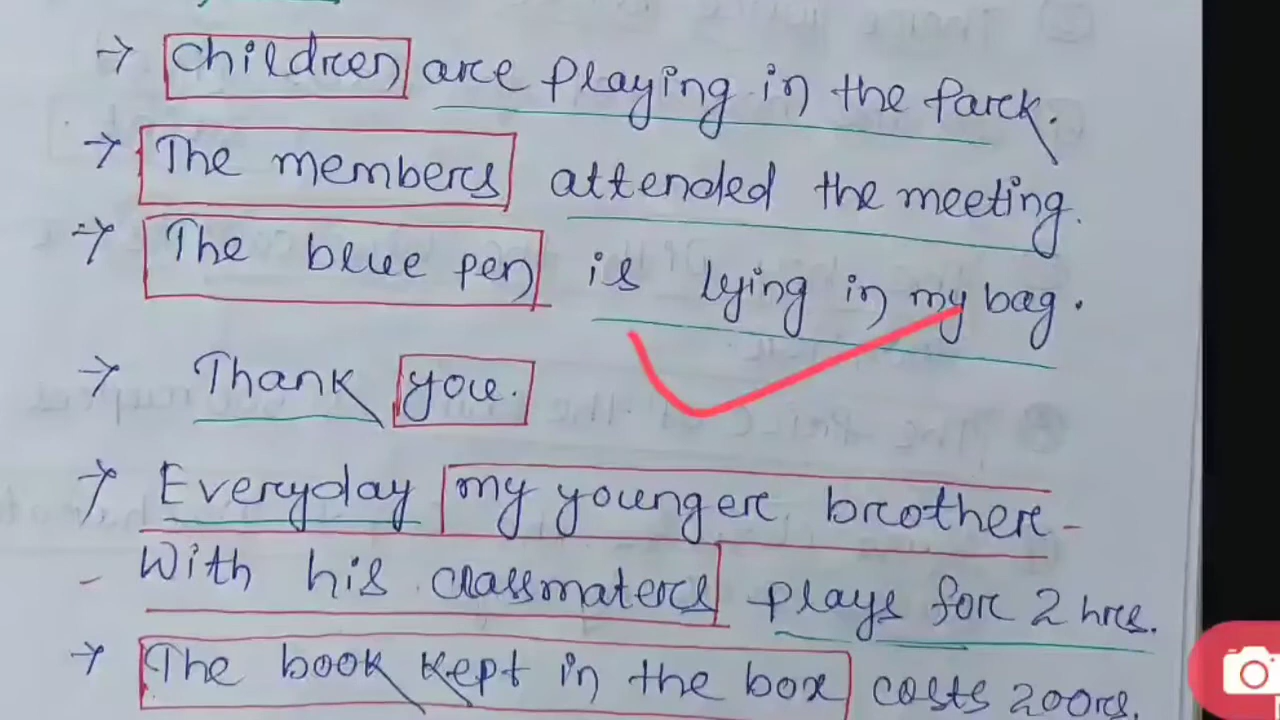 → Children are playing in the Park.
→ The members attended the meeting.
→ The blue pen is lying in my bag.
→ Thank you.
→ Everyday my younger brother -
- With his classmaters plays for 2 hrs.
→ The book kept in the box costs 200rs.